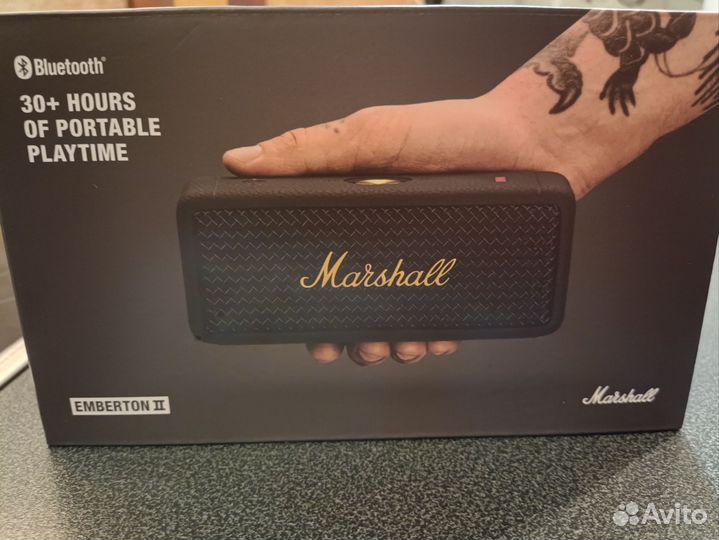 Bluetooth®
30+ HOURS
OF PORTABLE
PLAYTIME
Marshall
EMBERTON II
Marshall
Avito